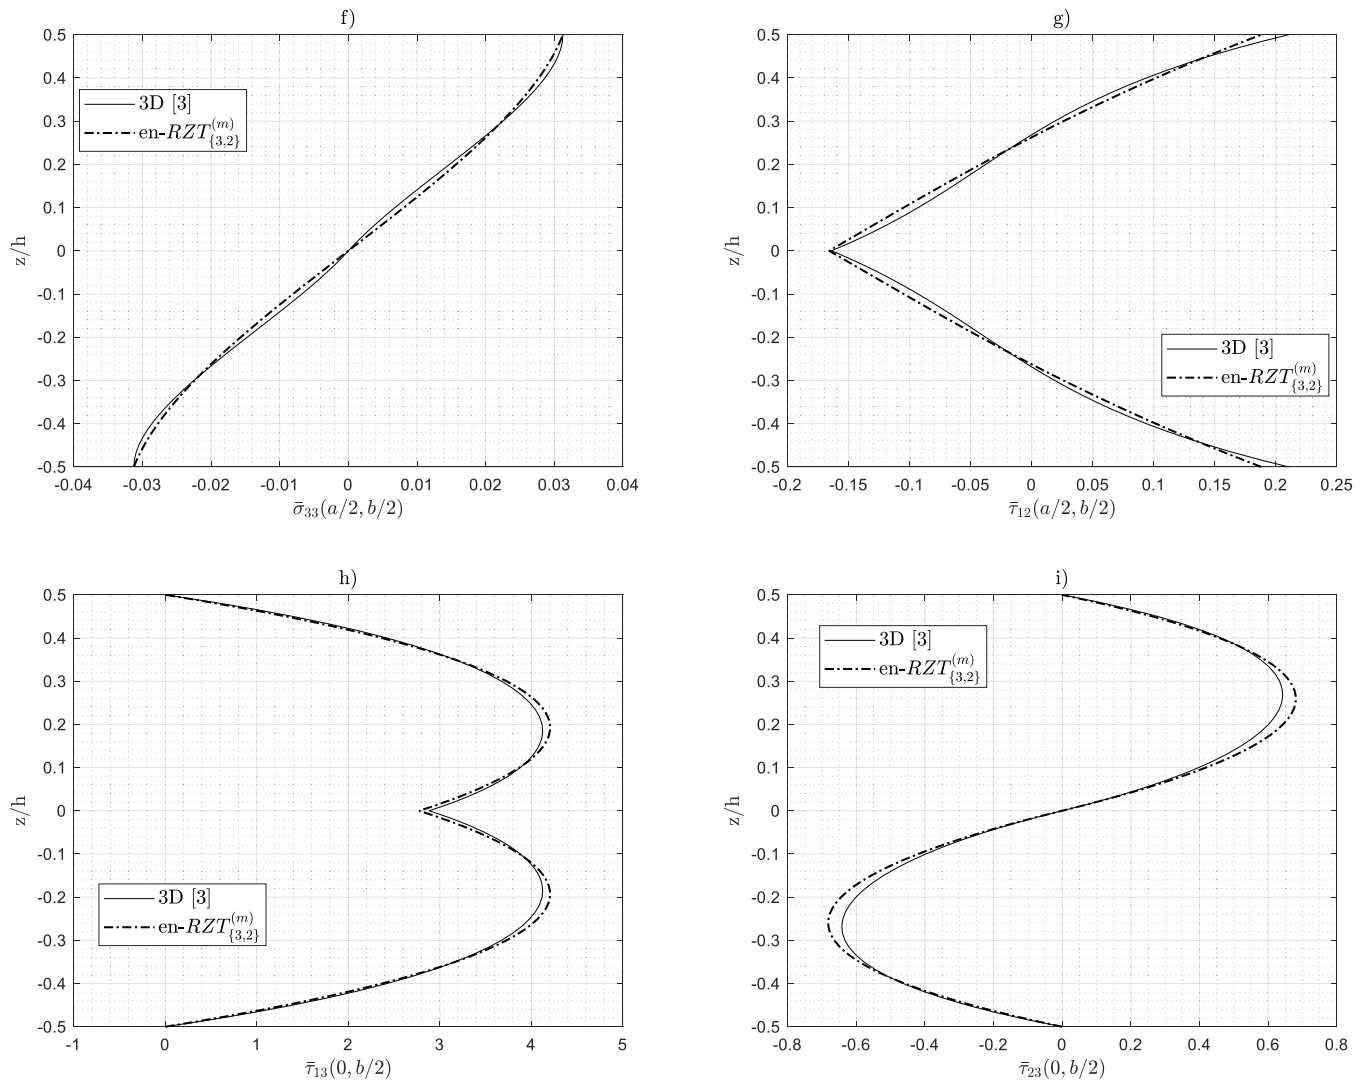 f)
0.5
0.4
0.3
0.2
0.1
0
-0.1
-0.2
-0.3
-0.4
-0.5
z/h
3D [3]
en-$RZT^{(m)}_{\{3,2\}}$
-0.04 -0.03 -0.02 -0.01 0 0.01 0.02 0.03 0.04
$\bar{\sigma}_{33}(a/2, b/2)$
g)
0.5
0.4
0.3
0.2
0.1
0
-0.1
-0.2
-0.3
-0.4
-0.5
z/h
3D [3]
en-$RZT^{(m)}_{\{3,2\}}$
-0.2 -0.15 -0.1 -0.05 0 0.05 0.1 0.15 0.2 0.25
$\bar{\tau}_{12}(a/2, b/2)$
h)
0.5
0.4
0.3
0.2
0.1
0
-0.1
-0.2
-0.3
-0.4
-0.5
z/h
3D [3]
en-$RZT^{(m)}_{\{3,2\}}$
-1 0 1 2 3 4 5
$\bar{\tau}_{13}(0, b/2)$
i)
0.5
0.4
0.3
0.2
0.1
0
-0.1
-0.2
-0.3
-0.4
-0.5
z/h
3D [3]
en-$RZT^{(m)}_{\{3,2\}}$
-0.8 -0.6 -0.4 -0.2 0 0.2 0.4 0.6 0.8
$\bar{\tau}_{23}(0, b/2)$